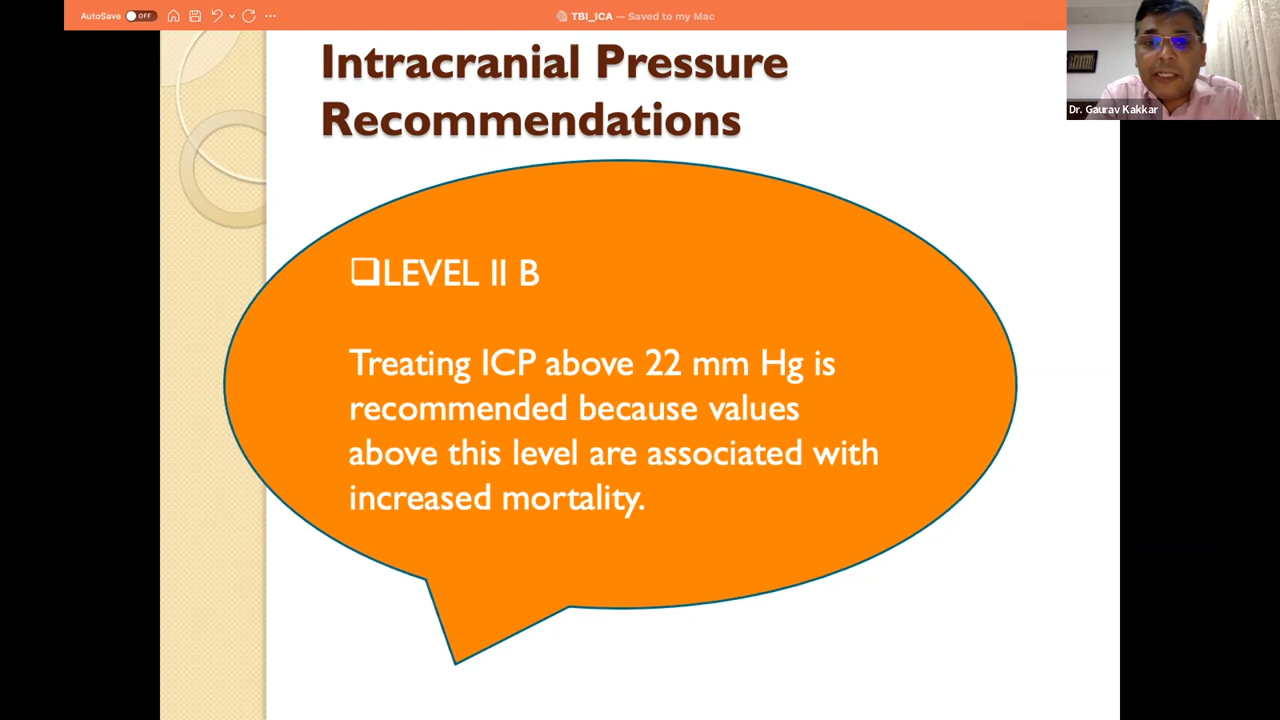 AutoSave OFF
TBI_ICA — Saved to my Mac
Dr. Gaurav Kakkar
Intracranial Pressure
Recommendations
❑LEVEL II B
Treating ICP above 22 mm Hg is
recommended because values
above this level are associated with
increased mortality.